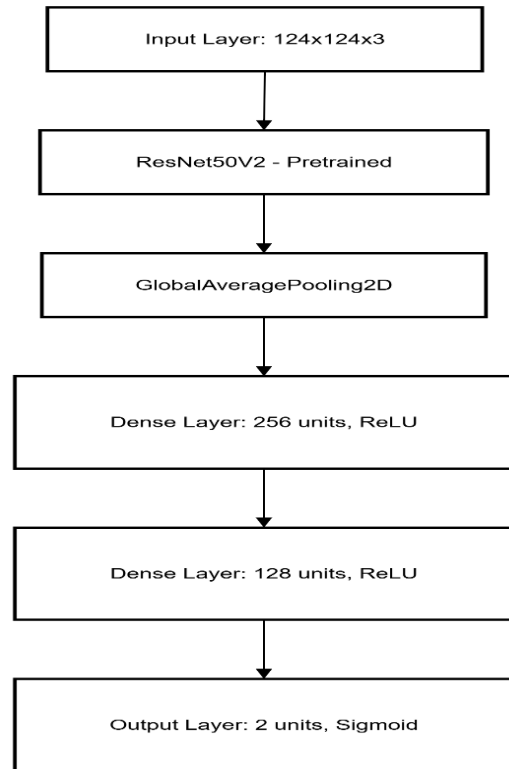 Input Layer: 124x124x3
ResNet50V2 - Pretrained
GlobalAveragePooling2D
Dense Layer: 256 units, ReLU
Dense Layer: 128 units, ReLU
Output Layer: 2 units, Sigmoid